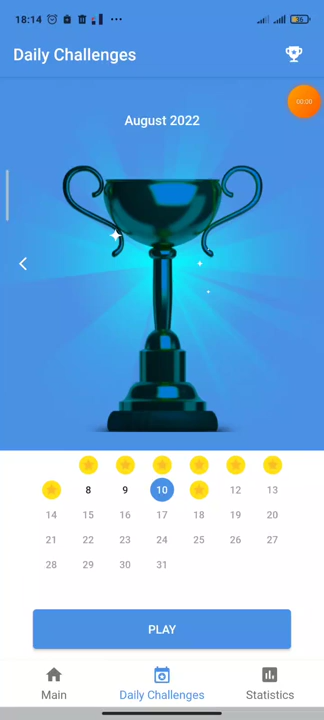 18:14
Daily Challenges
00:00
August 2022
8 9 10 12 13
14 15 16 17 18 19 20
21 22 23 24 25 26 27
28 29 30 31
PLAY
Main Daily Challenges Statistics